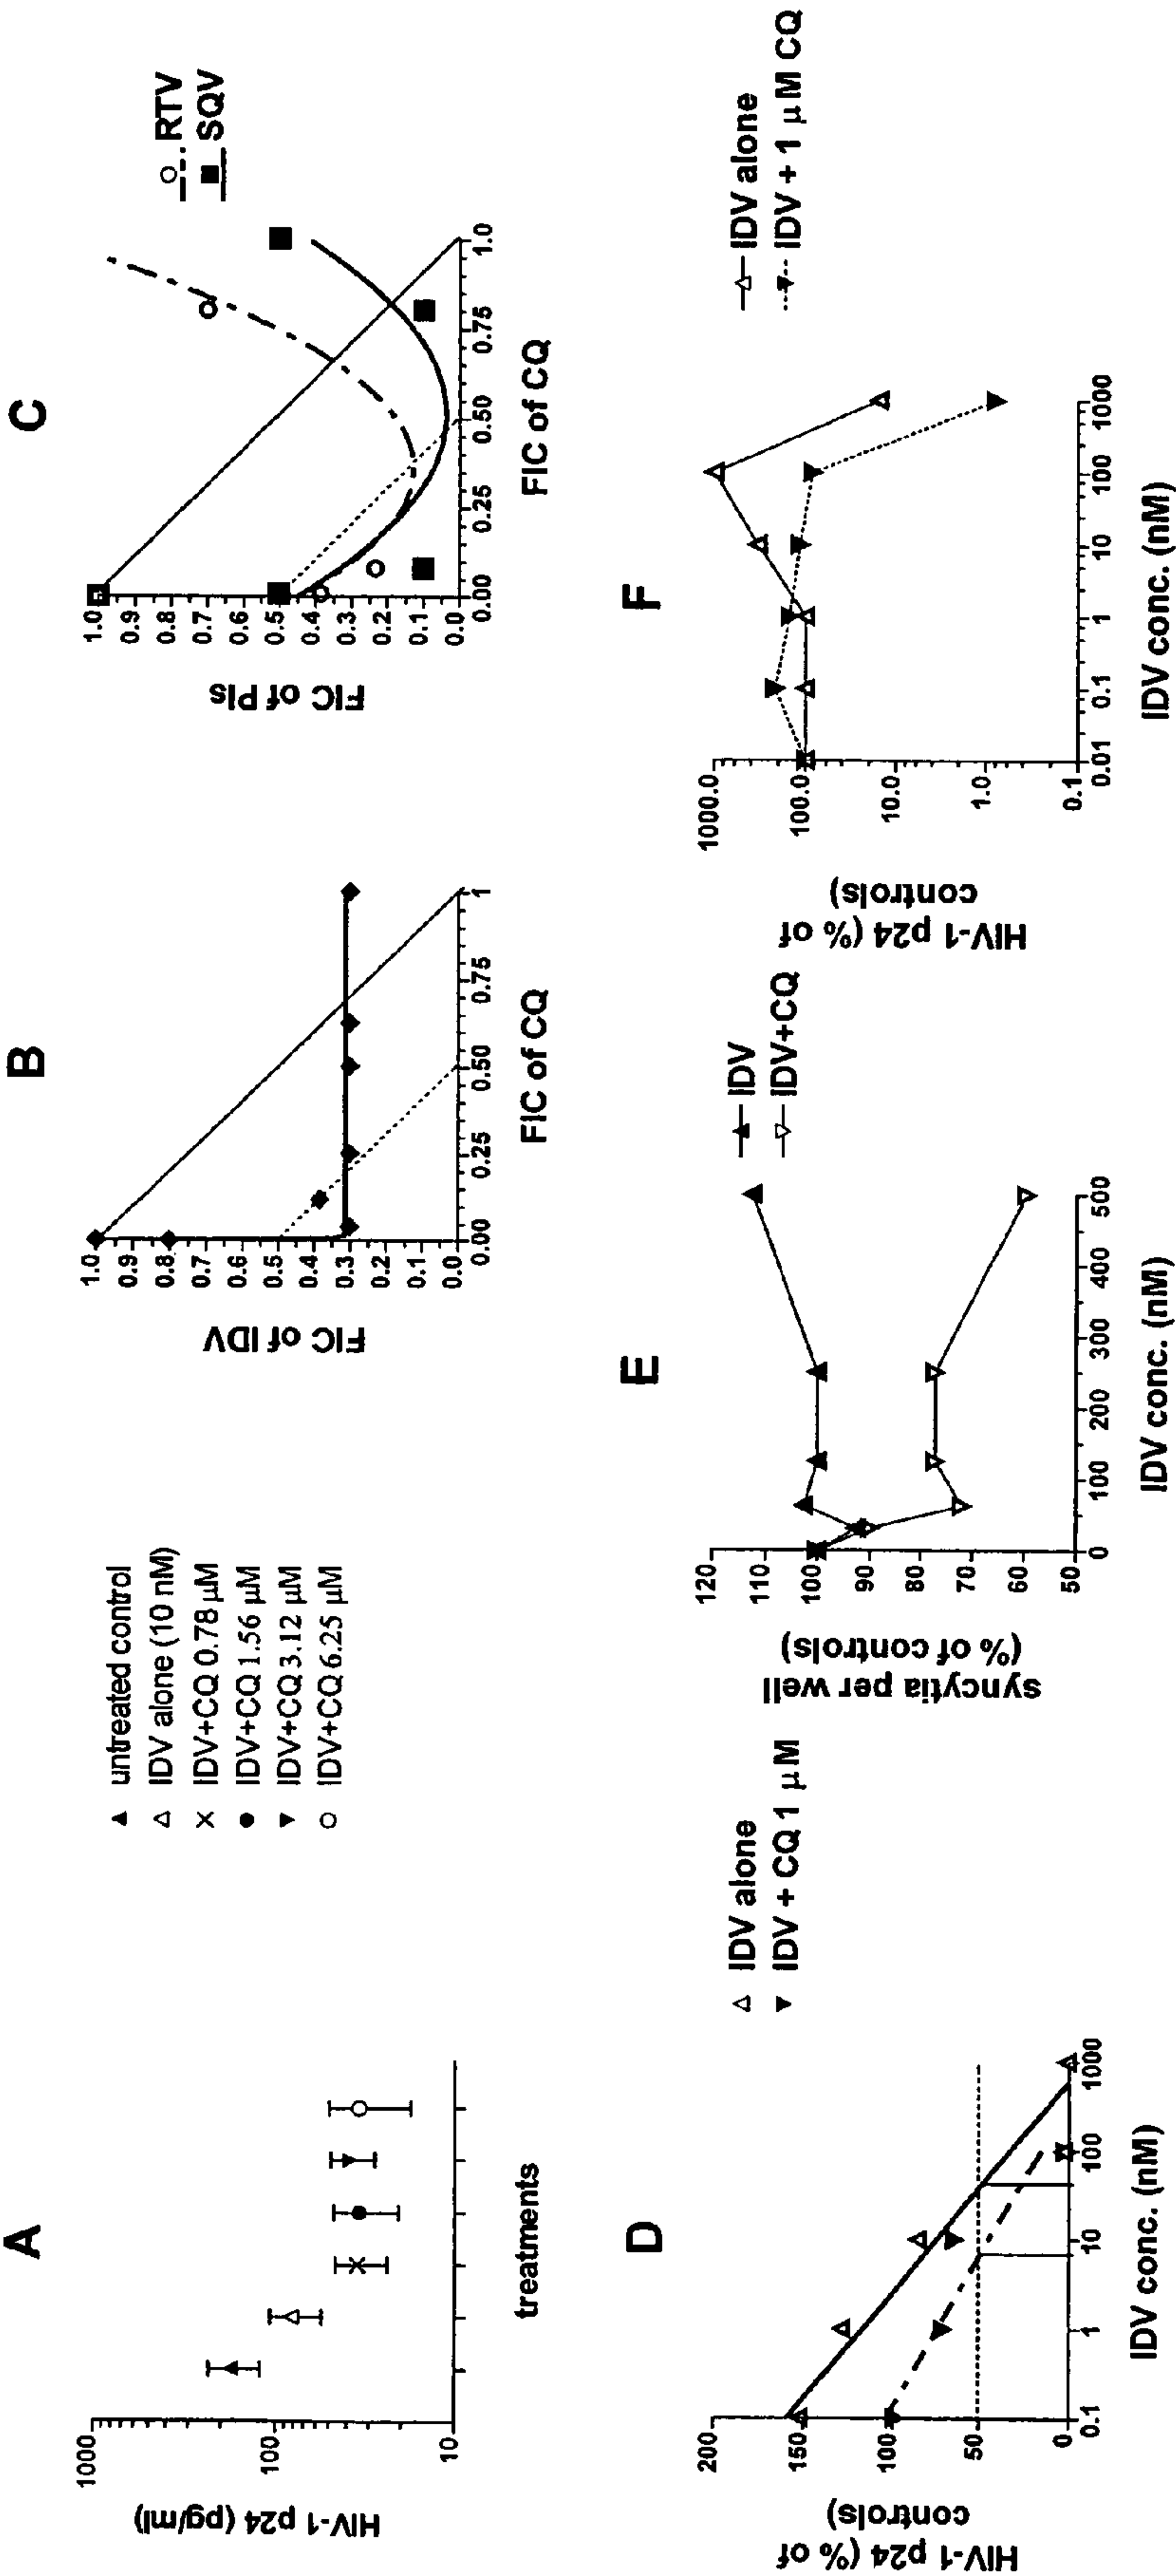 A
HIV-1 p24 (pg/ml)
1000
100
10
treatments
untreated control
IDV alone (10 nM)
IDV+CQ 0.78 μM
IDV+CQ 1.56 μM
IDV+CQ 3.12 μM
IDV+CQ 6.25 μM
B
FIC of IDV
1.0
0.9
0.8
0.7
0.6
0.5
0.4
0.3
0.2
0.1
0.0
0.00
0.25
0.50
0.75
1
FIC of CQ
C
FIC of PIs
1.0
0.9
0.7
0.6
0.5
0.4
0.3
0.2
0.1
0.0
0.00
0.25
0.50
0.75
1.0
FIC of CQ
RTV
SQV
D
HIV-1 p24 (% of
controls)
200
150
100
50
0
0.1
1
10
100
1000
IDV conc. (nM)
IDV alone
IDV + CQ 1 μM
E
syncytia per well
(% of controls)
120
110
100
90
80
70
60
50
0
100
200
300
400
500
IDV conc. (nM)
IDV
IDV+CQ
F
HIV-1 p24 (% of
controls)
1000.0
100.0
10.0
1.0
0.1
0.01
0.1
1
10
100
1000
IDV conc. (nM)
IDV alone
IDV + 1 μM CQ